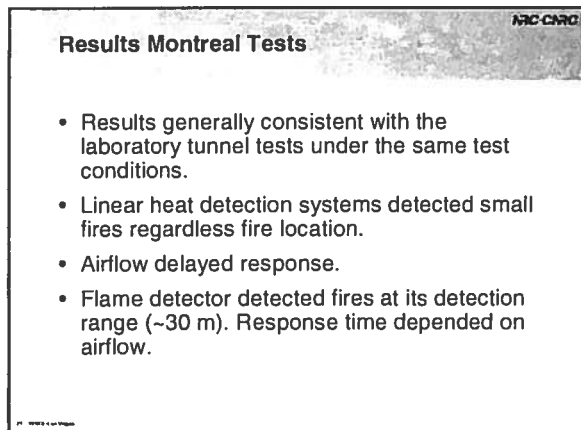 NRC-CNRC
Results Montreal Tests
• Results generally consistent with the
laboratory tunnel tests under the same test
conditions.
• Linear heat detection systems detected small
fires regardless fire location.
• Airflow delayed response.
• Flame detector detected fires at its detection
range (~30 m). Response time depended on
airflow.